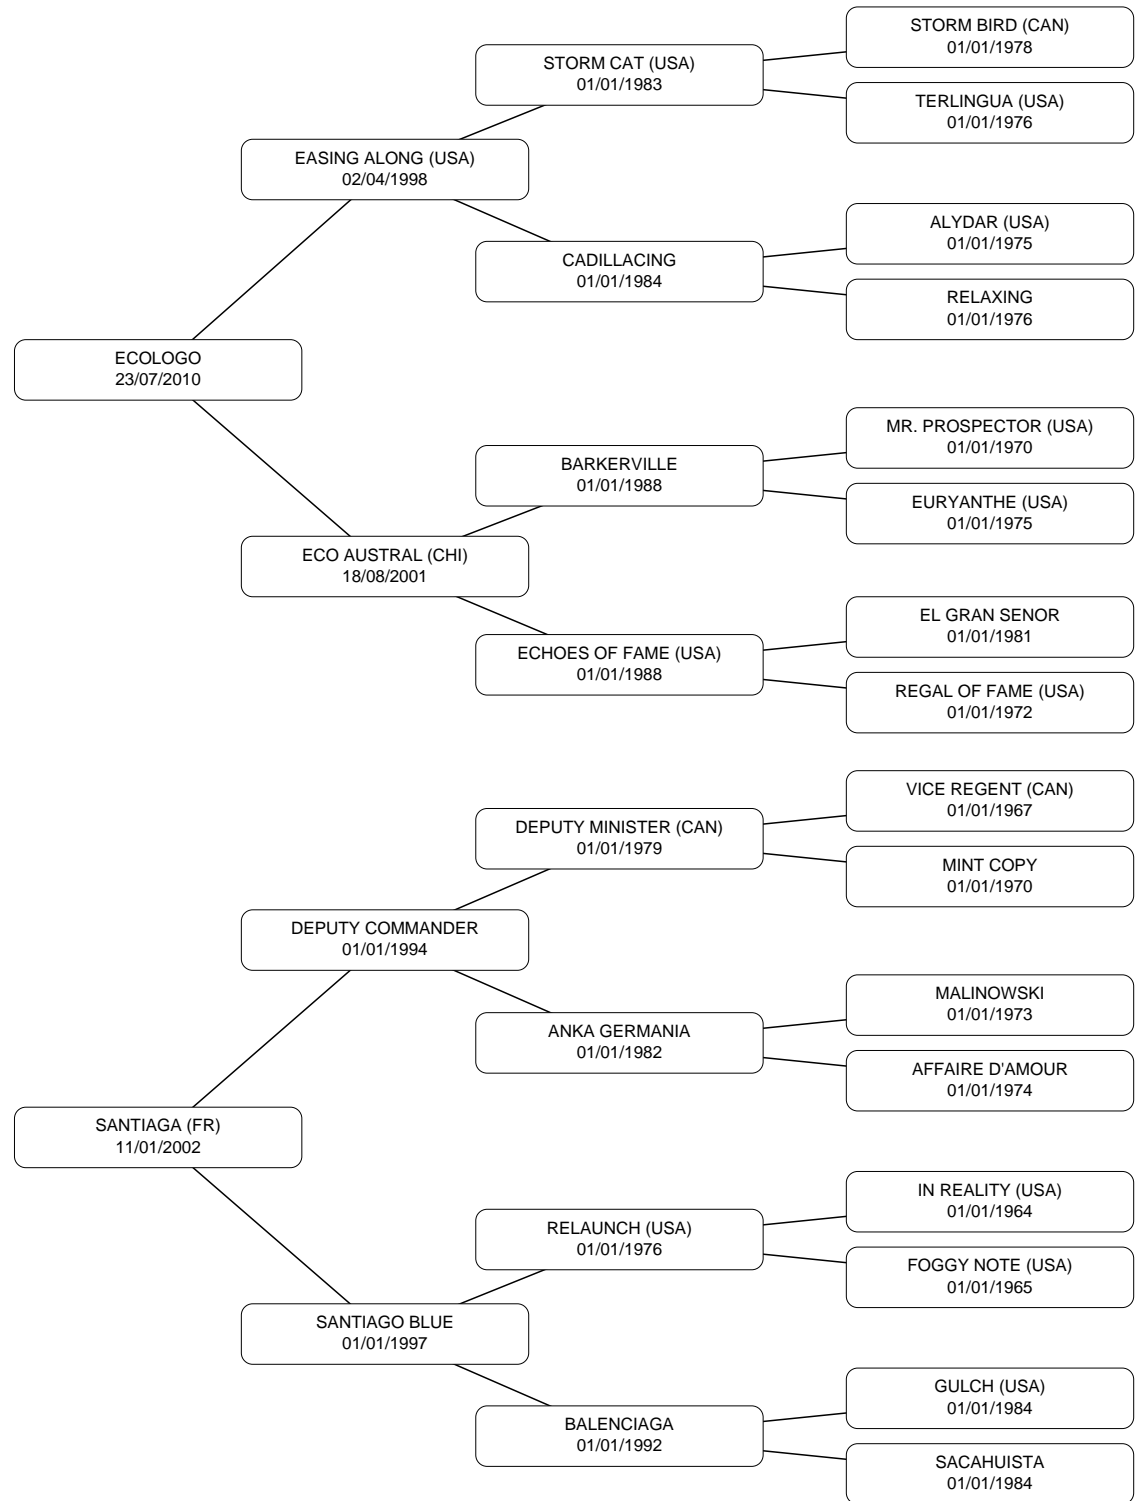 STORM BIRD (CAN)
01/01/1978
STORM CAT (USA)
01/01/1983
TERLINGUA (USA)
01/01/1976
EASING ALONG (USA)
02/04/1998
ALYDAR (USA)
01/01/1975
CADILLACING
01/01/1984
RELAXING
01/01/1976
ECOLOGO
23/07/2010
MR. PROSPECTOR (USA)
01/01/1970
BARKERVILLE
01/01/1988
EURYANTHE (USA)
01/01/1975
ECO AUSTRAL (CHI)
18/08/2001
EL GRAN SENOR
01/01/1981
ECHOES OF FAME (USA)
01/01/1988
REGAL OF FAME (USA)
01/01/1972
VICE REGENT (CAN)
01/01/1967
DEPUTY MINISTER (CAN)
01/01/1979
MINT COPY
01/01/1970
DEPUTY COMMANDER
01/01/1994
MALINOWSKI
01/01/1973
ANKA GERMANIA
01/01/1982
AFFAIRE D'AMOUR
01/01/1974
SANTIAGA (FR)
11/01/2002
IN REALITY (USA)
01/01/1964
RELAUNCH (USA)
01/01/1976
FOGGY NOTE (USA)
01/01/1965
SANTIAGO BLUE
01/01/1997
GULCH (USA)
01/01/1984
BALENCIAGA
01/01/1992
SACAHUISTA
01/01/1984